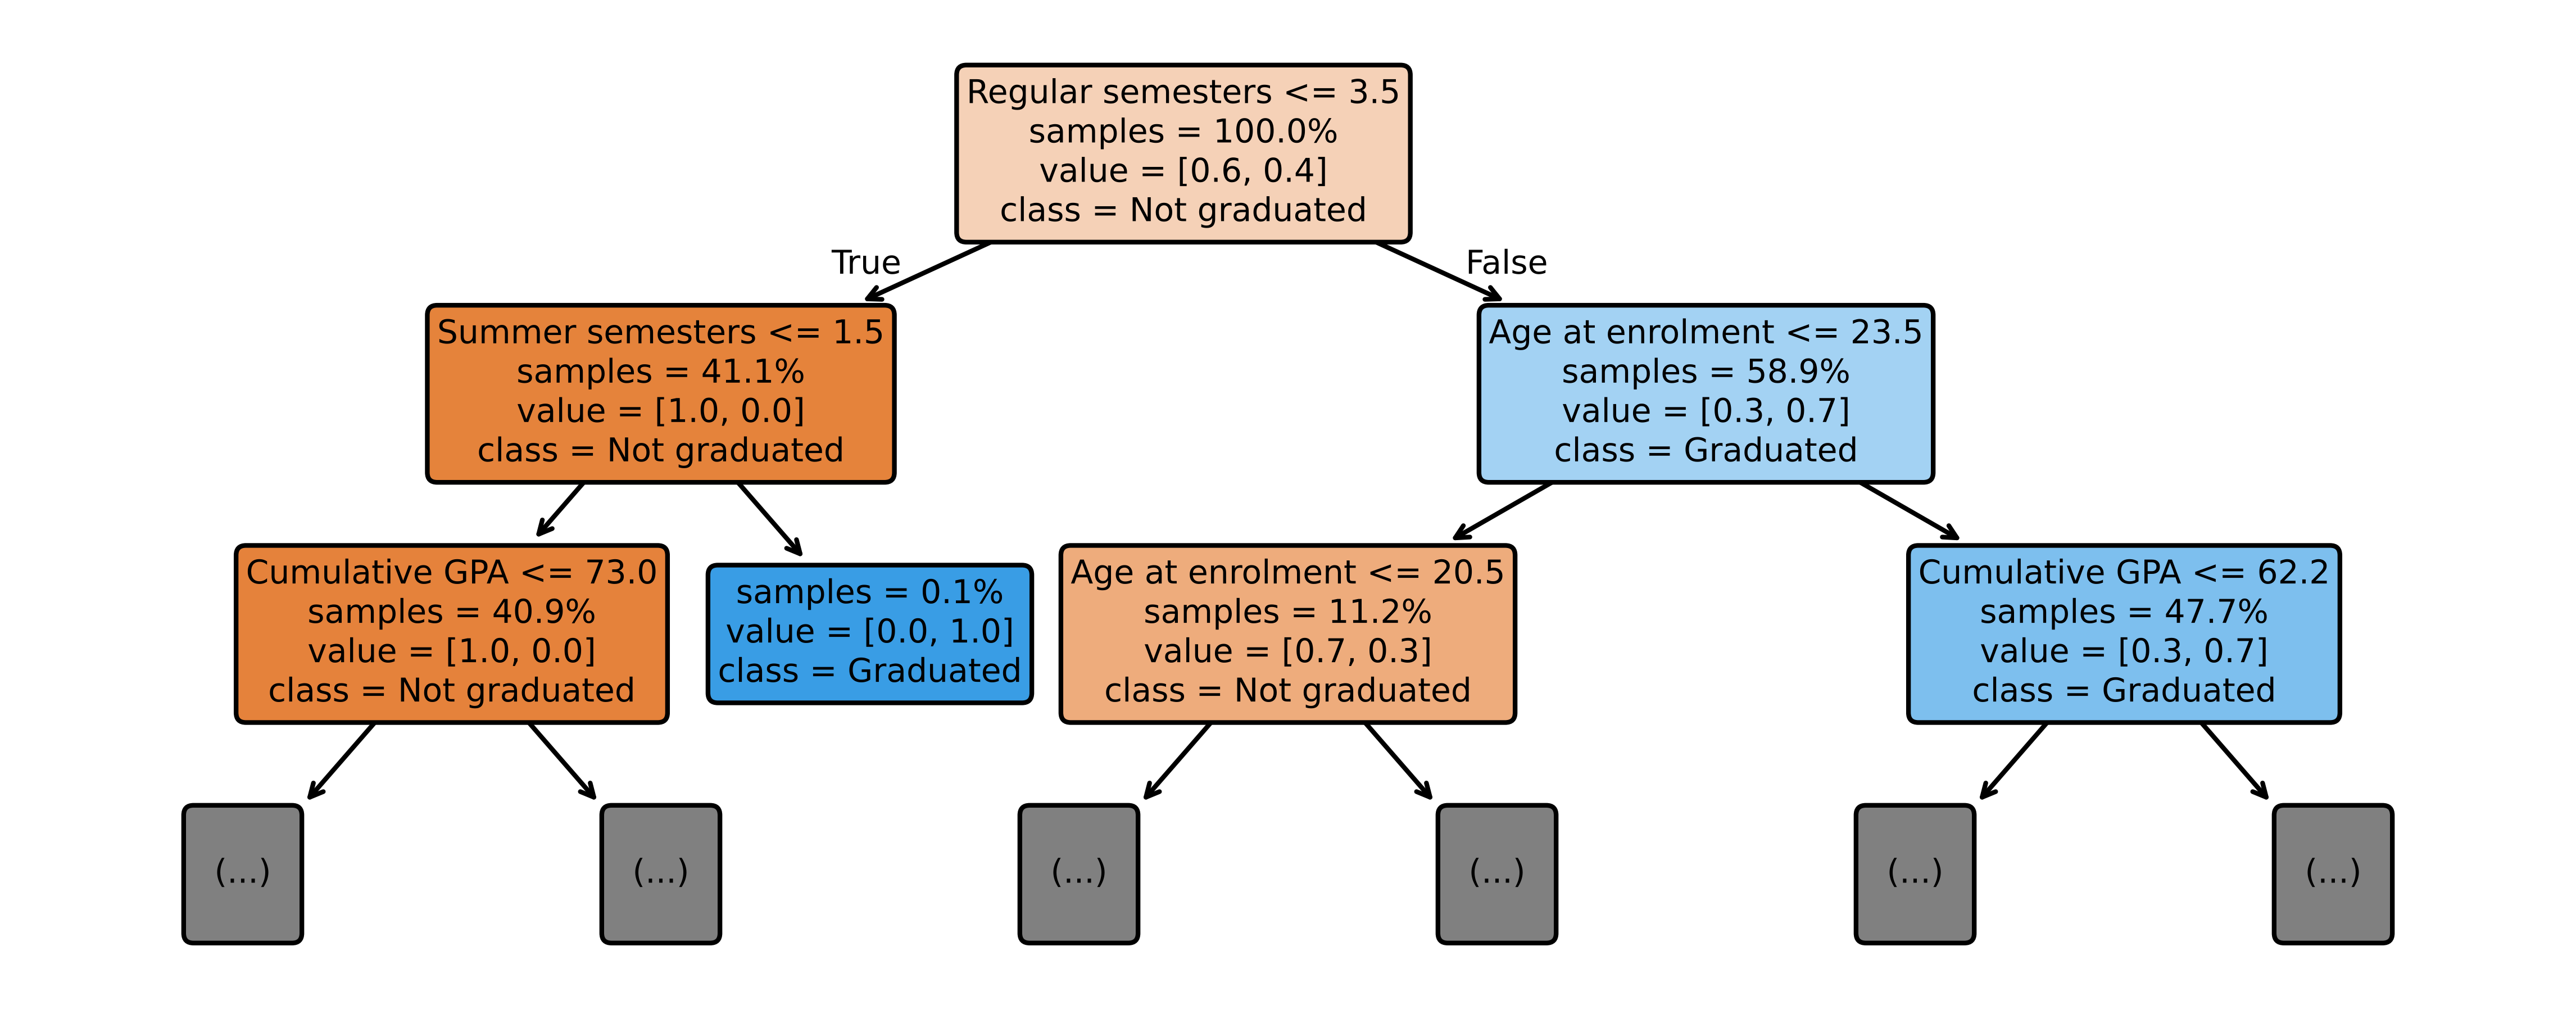 Regular semesters <= 3.5
samples = 100.0%
value = [0.6, 0.4]
class = Not graduated
True
False
Summer semesters <= 1.5
samples = 41.1%
value = [1.0, 0.0]
class = Not graduated
Age at enrolment <= 23.5
samples = 58.9%
value = [0.3, 0.7]
class = Graduated
Cumulative GPA <= 73.0
samples = 40.9%
value = [1.0, 0.0]
class = Not graduated
samples = 0.1%
value = [0.0, 1.0]
class = Graduated
Age at enrolment <= 20.5
samples = 11.2%
value = [0.7, 0.3]
class = Not graduated
Cumulative GPA <= 62.2
samples = 47.7%
value = [0.3, 0.7]
class = Graduated
(...)
(...)
(...)
(...)
(...)
(...)